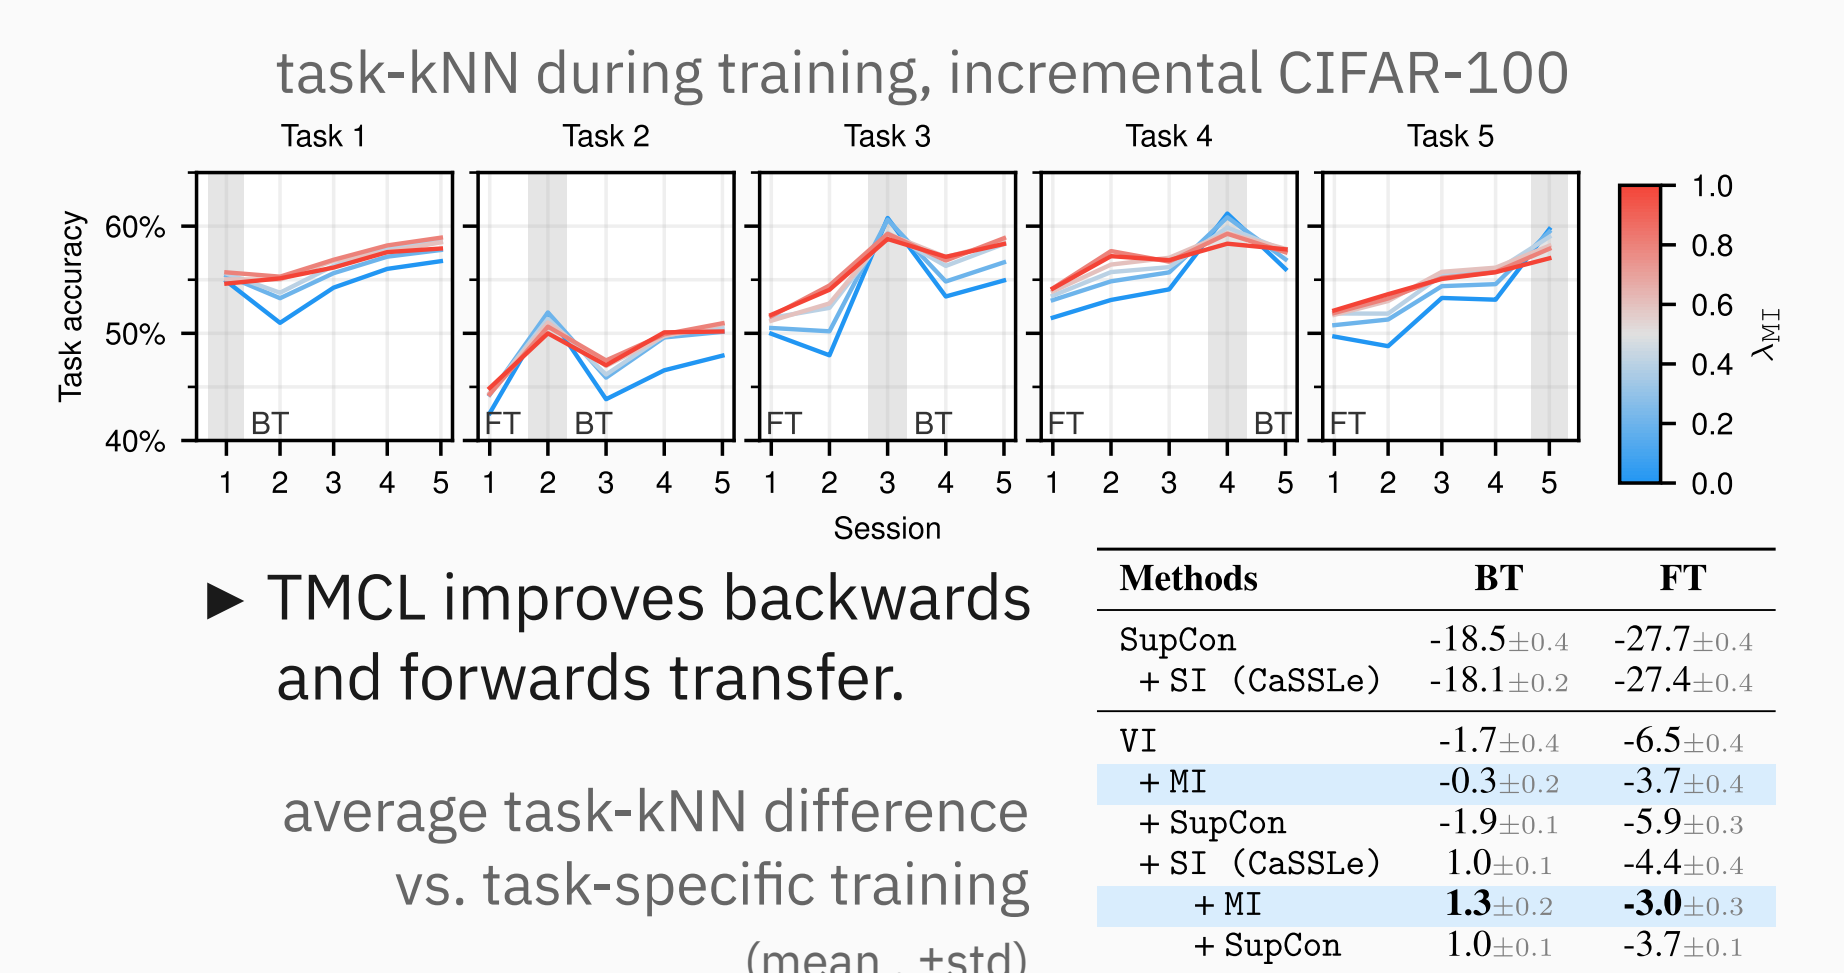 task-kNN during training, incremental CIFAR-100
Task 1 Task 2 Task 3 Task 4 Task 5
Task accuracy
60%
50%
40%
BT
FT BT
FT BT
FT BT
FT
1 2 3 4 5 1 2 3 4 5 1 2 3 4 5 1 2 3 4 5 1 2 3 4 5
Session
1.0
0.8
0.6
0.4
0.2
0.0
λMI
► TMCL improves backwards
and forwards transfer.
average task-kNN difference
vs. task-specific training
(mean , ±std)
Methods BT FT
SupCon -18.5±0.4 -27.7±0.4
+ SI (CaSSLe) -18.1±0.2 -27.4±0.4
VI -1.7±0.4 -6.5±0.4
+ MI -0.3±0.2 -3.7±0.4
+ SupCon -1.9±0.1 -5.9±0.3
+ SI (CaSSLe) 1.0±0.1 -4.4±0.4
+ MI 1.3±0.2 -3.0±0.3
+ SupCon 1.0±0.1 -3.7±0.1